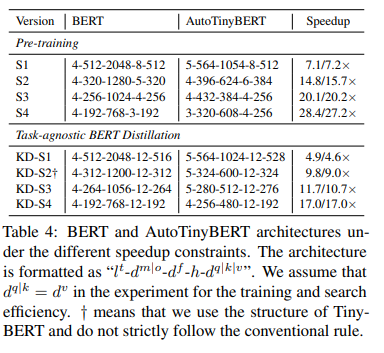 Version BERT AutoTinyBERT Speedup
Pre-training
S1 4-512-2048-8-512 5-564-1054-8-512 7.1/7.2×
S2 4-320-1280-5-320 4-396-624-6-384 14.8/15.7×
S3 4-256-1024-4-256 4-432-384-4-256 20.1/20.2×
S4 4-192-768-3-192 3-320-608-4-256 28.4/27.2×
Task-agnostic BERT Distillation
KD-S1 4-512-2048-12-516 5-564-1024-12-528 4.9/4.6×
KD-S2† 4-312-1200-12-312 5-324-600-12-324 9.8/9.0×
KD-S3 4-264-1056-12-264 5-280-512-12-276 11.7/10.7×
KD-S4 4-192-768-12-192 4-256-480-12-192 17.0/17.0×
Table 4: BERT and AutoTinyBERT architectures un-
der the different speedup constraints. The architecture
is formatted as “l^t-d^{m|o}-d^f-h-d^{q|k|v}”. We assume that
d^{q|k} = d^v in the experiment for the training and search
efficiency. † means that we use the structure of Tiny-
BERT and do not strictly follow the conventional rule.